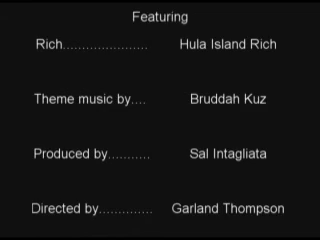 Featuring
Rich...................... Hula Island Rich
Theme music by.... Bruddah Kuz
Produced by........... Sal Intagliata
Directed by.............. Garland Thompson